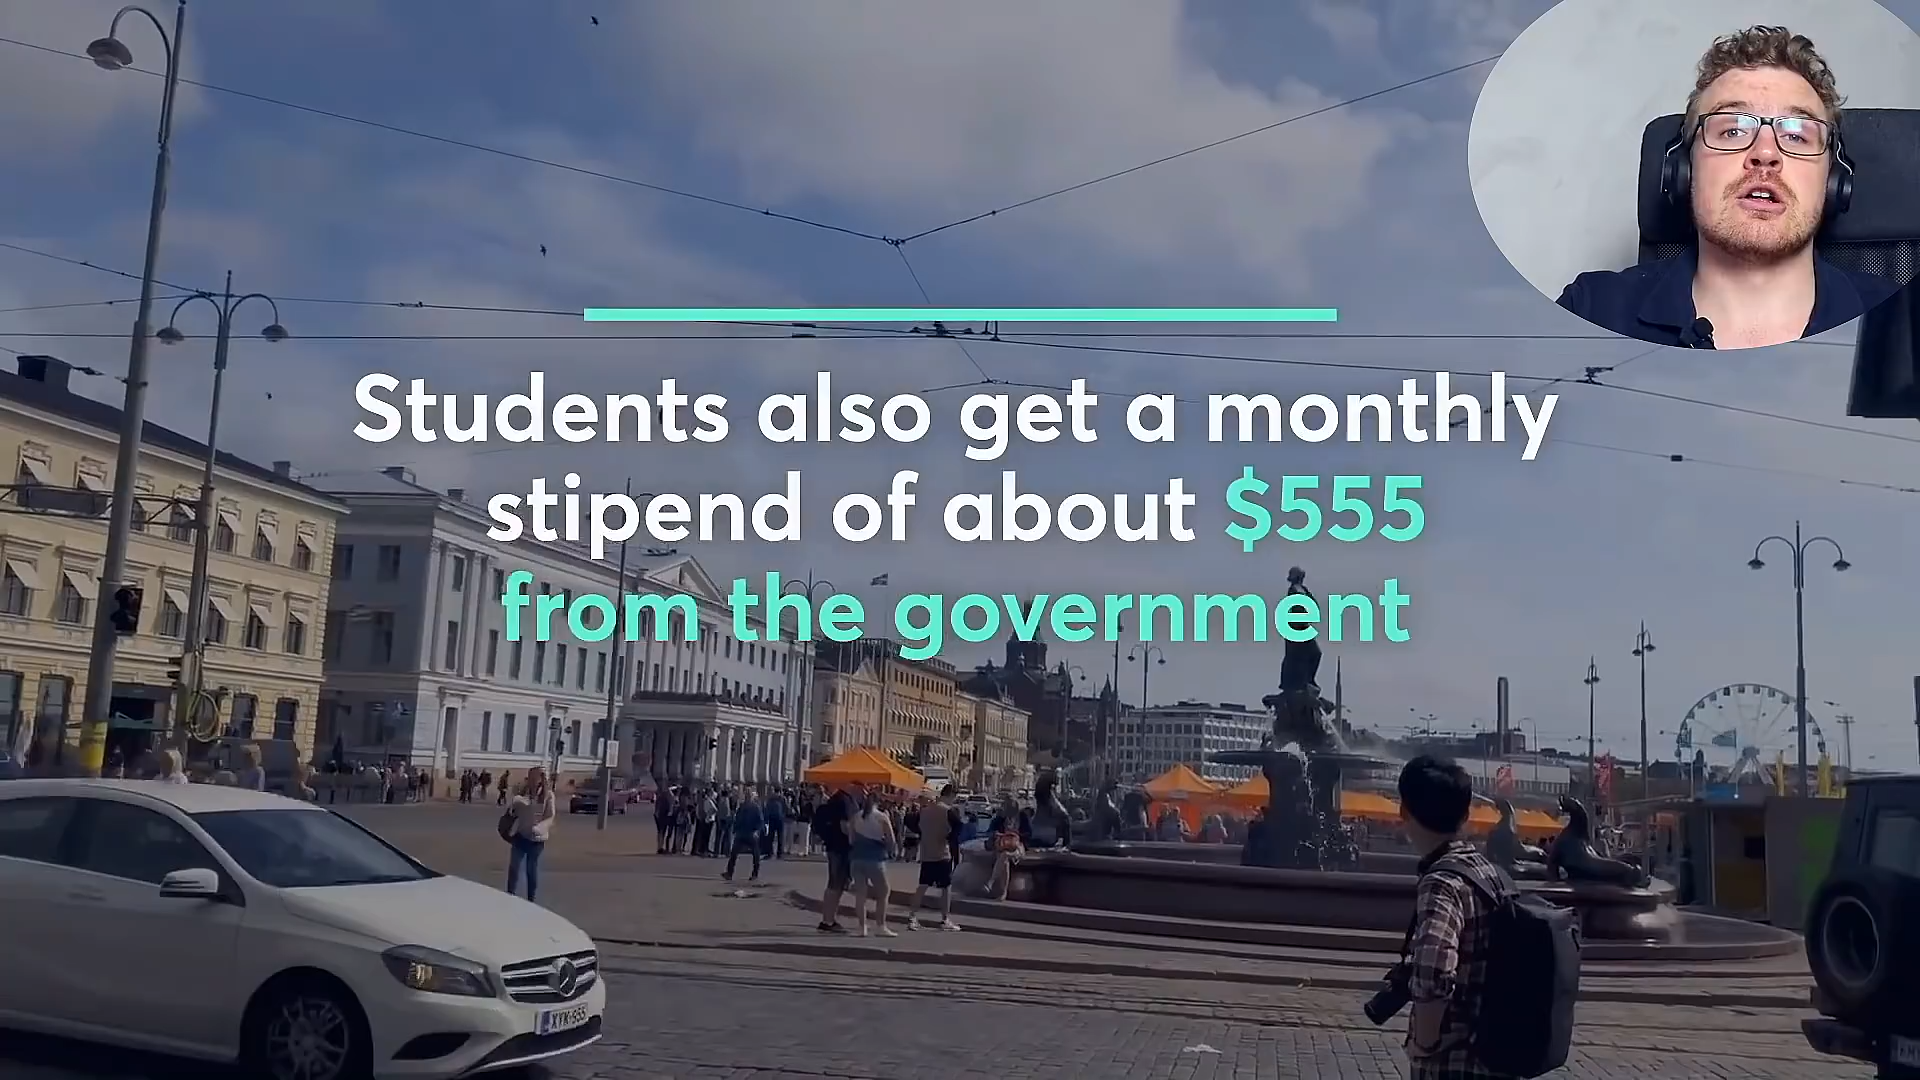 Students also get a monthly
stipend of about $555
from the government